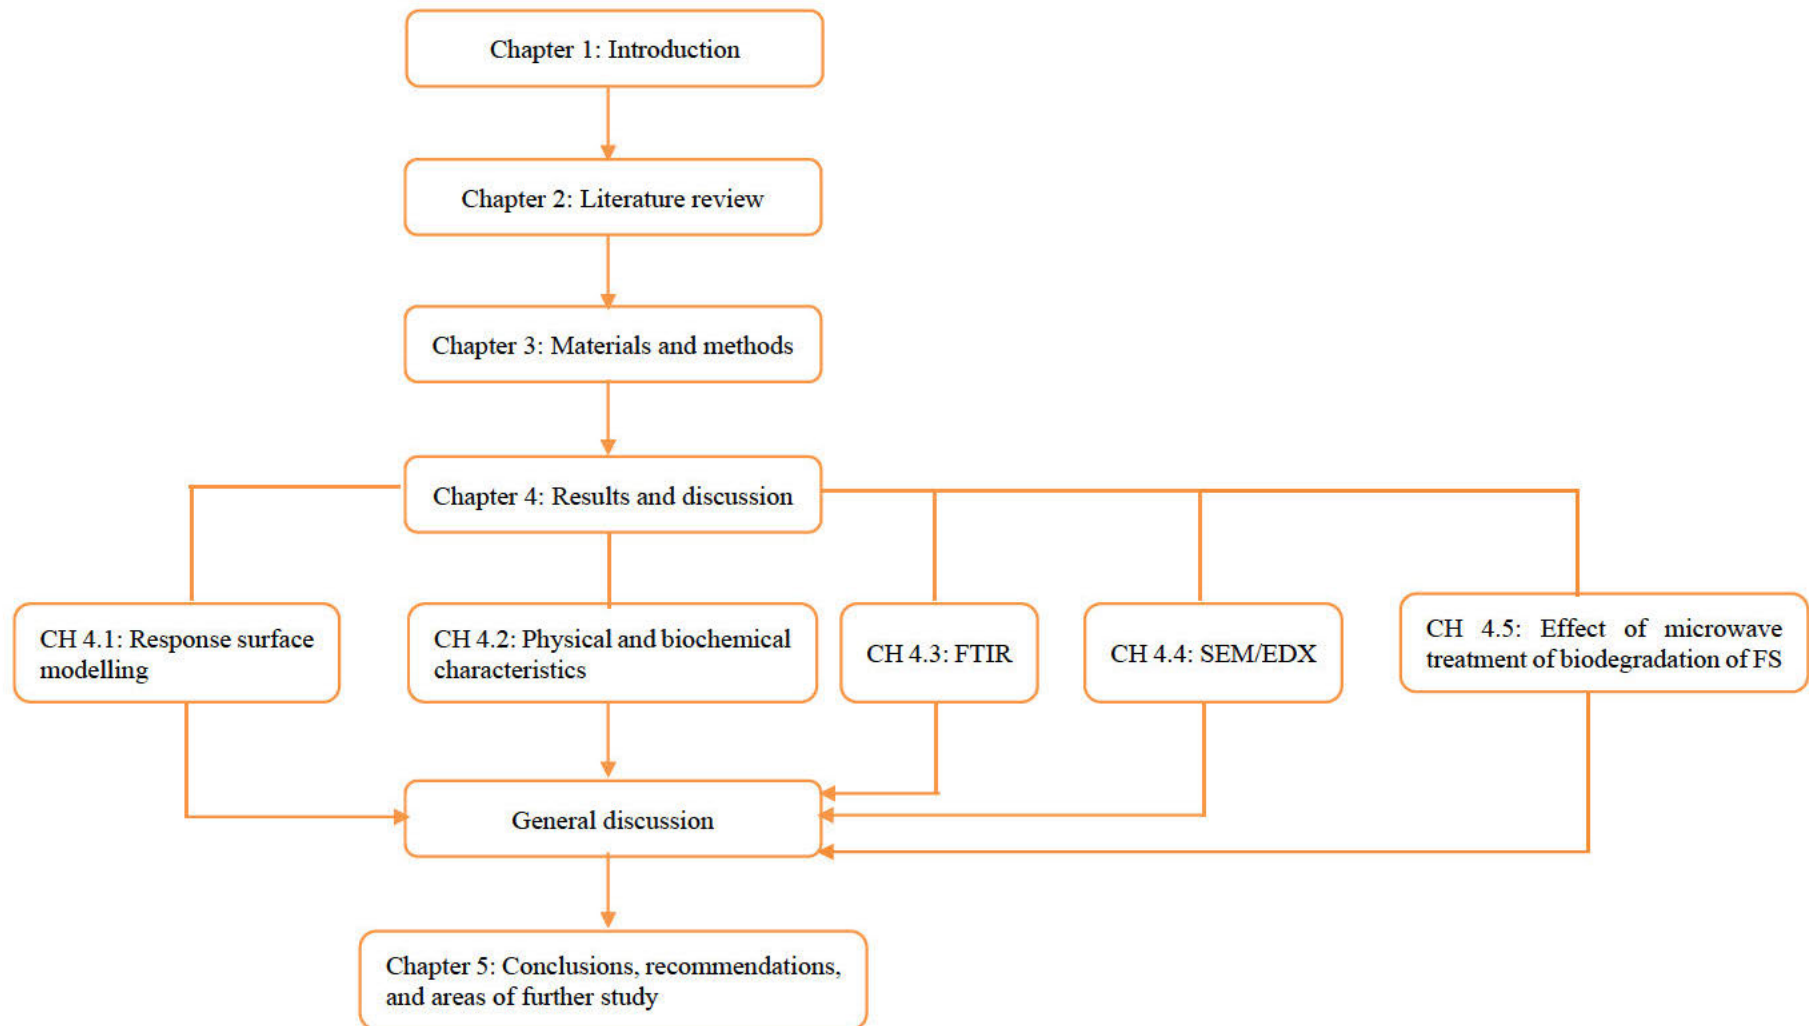 Chapter 1: Introduction
Chapter 2: Literature review
Chapter 3: Materials and methods
Chapter 4: Results and discussion
CH 4.1: Response surface
modelling
CH 4.2: Physical and biochemical
characteristics
CH 4.3: FTIR
CH 4.4: SEM/EDX
CH 4.5: Effect of microwave
treatment of biodegradation of FS
General discussion
Chapter 5: Conclusions, recommendations,
and areas of further study